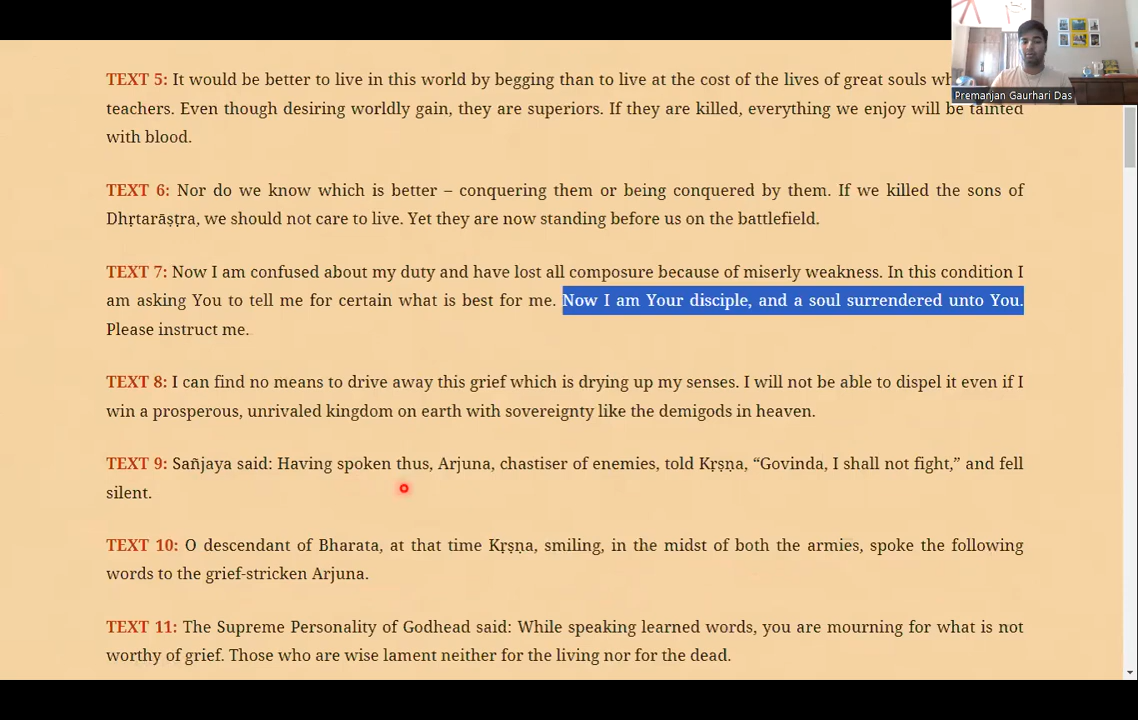 TEXT 5: It would be better to live in this world by begging than to live at the cost of the lives of great souls
teachers. Even though desiring worldly gain, they are superiors. If they are killed, everything we enjoy will be tainted
with blood.
TEXT 6: Nor do we know which is better – conquering them or being conquered by them. If we killed the sons of
Dhṛtarāṣṭra, we should not care to live. Yet they are now standing before us on the battlefield.
TEXT 7: Now I am confused about my duty and have lost all composure because of miserly weakness. In this condition I
am asking You to tell me for certain what is best for me. Now I am Your disciple, and a soul surrendered unto You.
Please instruct me.
TEXT 8: I can find no means to drive away this grief which is drying up my senses. I will not be able to dispel it even if I
win a prosperous, unrivaled kingdom on earth with sovereignty like the demigods in heaven.
TEXT 9: Sañjaya said: Having spoken thus, Arjuna, chastiser of enemies, told Kṛṣṇa, “Govinda, I shall not fight,” and fell
silent.
TEXT 10: O descendant of Bharata, at that time Kṛṣṇa, smiling, in the midst of both the armies, spoke the following
words to the grief-stricken Arjuna.
TEXT 11: The Supreme Personality of Godhead said: While speaking learned words, you are mourning for what is not
worthy of grief. Those who are wise lament neither for the living nor for the dead.
Premanjan Gaurhari Das